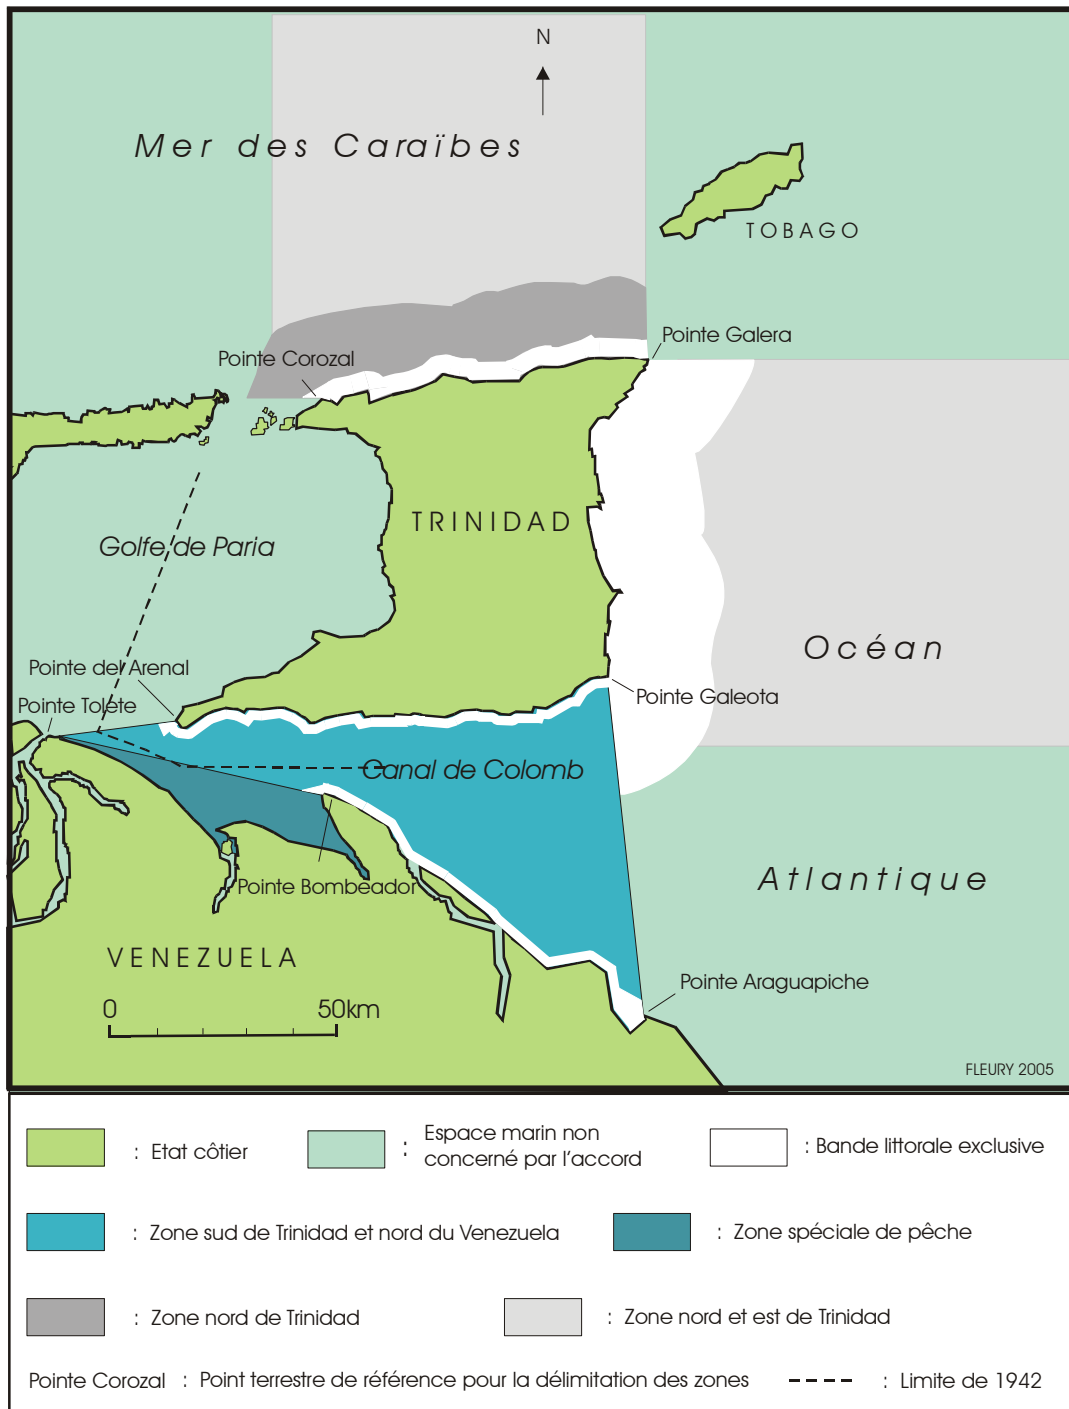 N
Mer des Caraïbes
TOBAGO
Pointe Galera
Pointe Corozal
TRINIDAD
Golfe de Paria
Océan
Pointe del Arenal
Pointe Galeota
Pointe Tolete
Canal de Colomb
Atlantique
Pointe Bombeador
VENEZUELA
Pointe Araguapiche
0 50km
FLEURY 2005
: Etat côtier
: Espace marin non
concerné par l'accord
: Bande littorale exclusive
: Zone sud de Trinidad et nord du Venezuela
: Zone spéciale de pêche
: Zone nord de Trinidad
: Zone nord et est de Trinidad
Pointe Corozal : Point terrestre de référence pour la délimitation des zones
: Limite de 1942